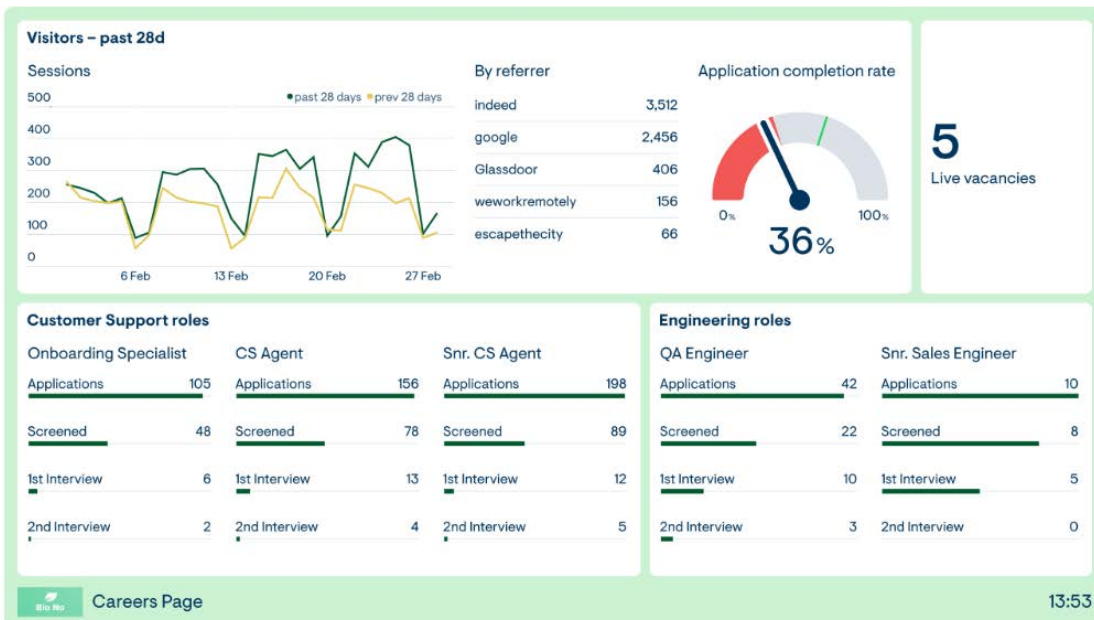 Visitors – past 28d
Sessions
500
400
300
200
100
0
past 28 days prev 28 days
6 Feb 13 Feb 20 Feb 27 Feb
By referrer
indeed 3,512
google 2,456
Glassdoor 406
weworkremotely 156
escapethecity 66
Application completion rate
0% 100%
36%
5
Live vacancies
Customer Support roles
Onboarding Specialist
Applications 105
Screened 48
1st Interview 6
2nd Interview 2
CS Agent
Applications 156
Screened 78
1st Interview 13
2nd Interview 4
Snr. CS Agent
Applications 198
Screened 89
1st Interview 12
2nd Interview 5
Engineering roles
QA Engineer
Applications 42
Screened 22
1st Interview 10
2nd Interview 3
Snr. Sales Engineer
Applications 10
Screened 8
1st Interview 5
2nd Interview 0
Bio No
Careers Page
13:53